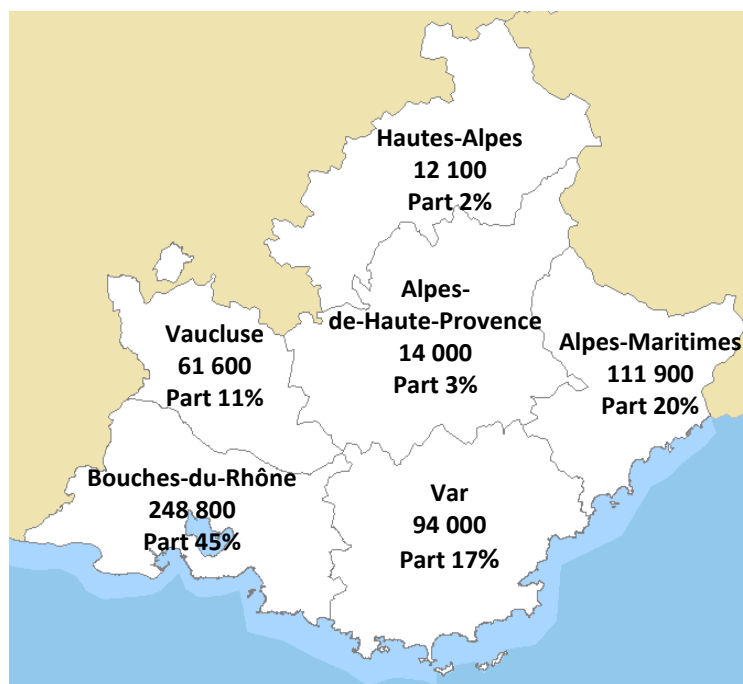 Hautes-Alpes
12 100
Part 2%
Alpes-
de-Haute-Provence
14 000
Part 3%
Vaucluse
61 600
Part 11%
Alpes-Maritimes
111 900
Part 20%
Bouches-du-Rhône
248 800
Part 45%
Var
94 000
Part 17%